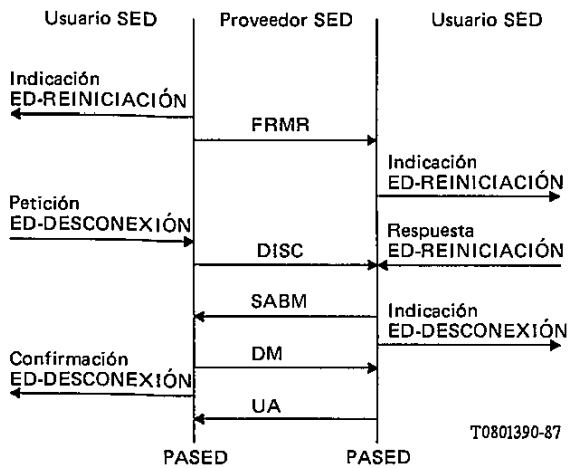 Usuario SED Proveedor SED Usuario SED
Indicación
ED-REINICIACIÓN
FRMR
Indicación
ED-REINICIACIÓN
Petición
ED-DESCONEXIÓN
Respuesta
DISC ED-REINICIACIÓN
SABM
Indicación
ED-DESCONEXIÓN
Confirmación
ED-DESCONEXIÓN
DM
UA
T0801390-87
PASED PASED